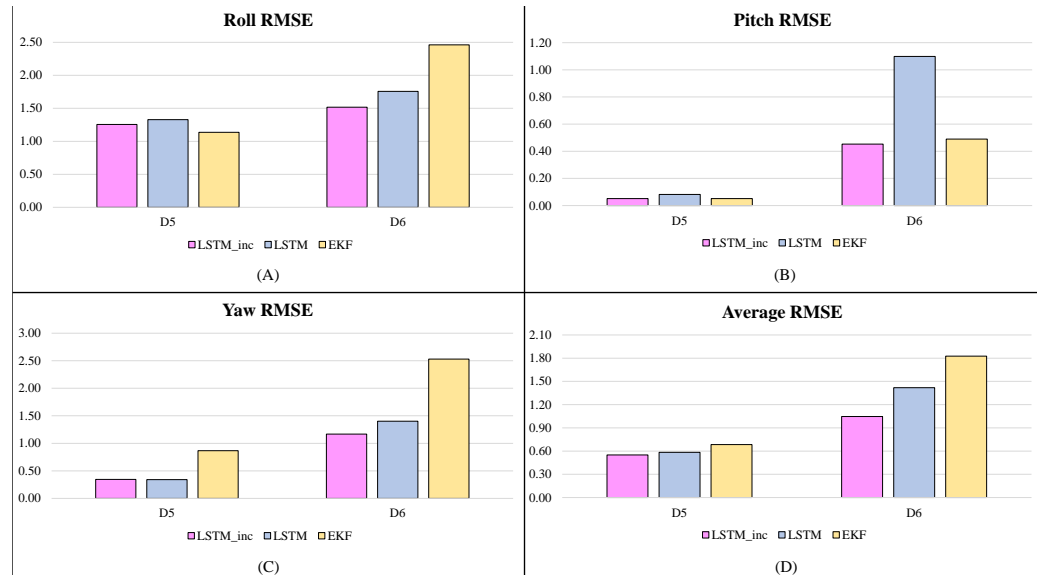 Roll RMSE
2.50
2.00
1.50
1.00
0.50
0.00
D5 D6
LSTM_inc LSTM EKF
(A)
Pitch RMSE
1.20
1.00
0.80
0.60
0.40
0.20
0.00
D5 D6
LSTM_inc LSTM EKF
(B)
Yaw RMSE
3.00
2.50
2.00
1.50
1.00
0.50
0.00
D5 D6
LSTM_inc LSTM EKF
(C)
Average RMSE
2.10
1.80
1.50
1.20
0.90
0.60
0.30
0.00
D5 D6
LSTM_inc LSTM EKF
(D)